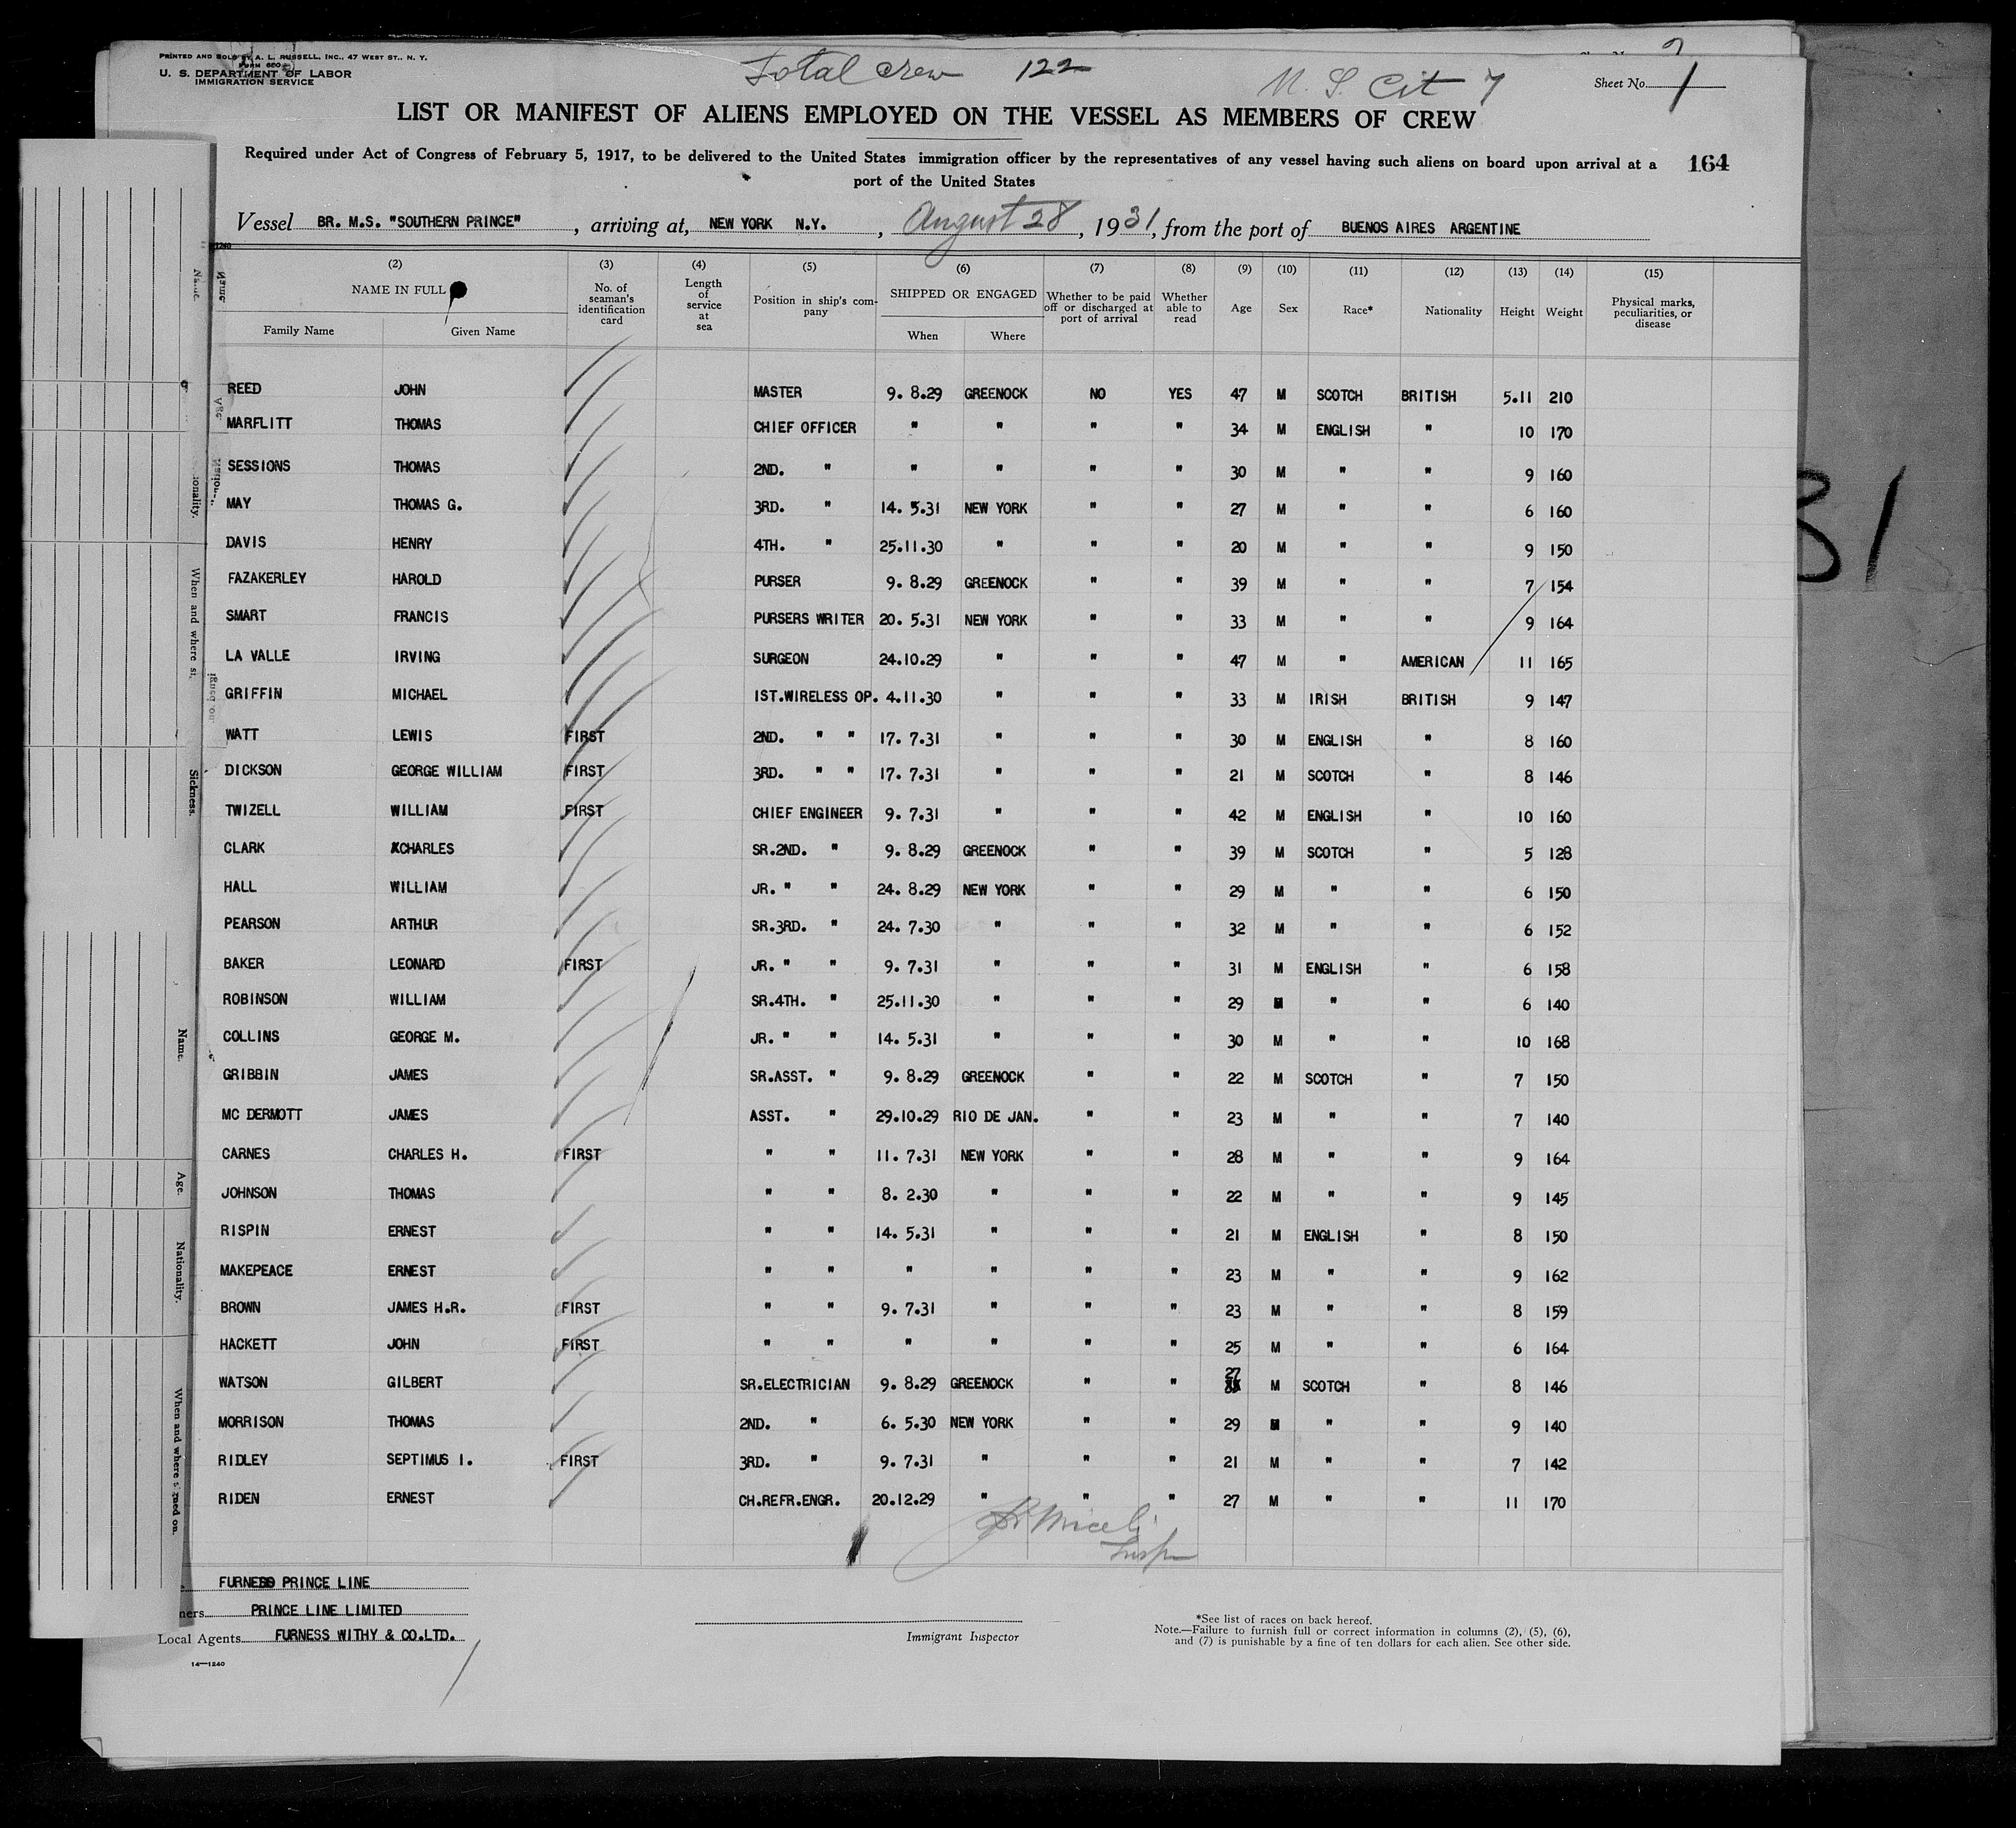 PRINTED AND SOLD BY A. L. RUSSELL, INC., 47 WEST ST., N. Y.
FORM 680
U. S. DEPARTMENT OF LABOR
IMMIGRATION SERVICE
Total crew 122
U. S. Cit 7
Sheet No. 1
LIST OR MANIFEST OF ALIENS EMPLOYED ON THE VESSEL AS MEMBERS OF CREW
Required under Act of Congress of February 5, 1917, to be delivered to the United States immigration officer by the representatives of any vessel having such aliens on board upon arrival at a
port of the United States
164
Vessel BR. M.S. "SOUTHERN PRINCE", arriving at, NEW YORK N.Y., August 28, 1931, from the port of BUENOS AIRES ARGENTINE
(2) (3) (4) (5) (6) (7) (8) (9) (10) (11) (12) (13) (14) (15)
NAME IN FULL
Family Name Given Name
No. of seaman's identification card
Length of service at sea
Position in ship's company
SHIPPED OR ENGAGED
When Where
Whether to be paid off or discharged at port of arrival
Whether able to read
Age Sex Race* Nationality Height Weight
Physical marks, peculiarities, or disease
REED JOHN MASTER 9. 8.29 GREENOCK NO YES 47 M SCOTCH BRITISH 5.11 210
MARFLITT THOMAS CHIEF OFFICER " " " " 34 M ENGLISH " 10 170
SESSIONS THOMAS 2ND. " " " " " 30 M " " 9 160
MAY THOMAS G. 3RD. " 14. 5.31 NEW YORK " " 27 M " " 6 160
DAVIS HENRY 4TH. " 25.11.30 " " " 20 M " " 9 150
FAZAKERLEY HAROLD PURSER 9. 8.29 GREENOCK " " 39 M " " 7 154
SMART FRANCIS PURSERS WRITER 20. 5.31 NEW YORK " " 33 M " " 9 164
LA VALLE IRVING SURGEON 24.10.29 " " " 47 M " AMERICAN 11 165
GRIFFIN MICHAEL 1ST.WIRELESS OP. 4.11.30 " " " 33 M IRISH BRITISH 9 147
WATT LEWIS FIRST 2ND. " " 17. 7.31 " " " 30 M ENGLISH " 8 160
DICKSON GEORGE WILLIAM FIRST 3RD. " " 17. 7.31 " " " 21 M SCOTCH " 8 146
TWIZELL WILLIAM FIRST CHIEF ENGINEER 9. 7.31 " " " 42 M ENGLISH " 10 160
CLARK CHARLES SR.2ND. " 9. 8.29 GREENOCK " " 39 M SCOTCH " 5 128
HALL WILLIAM JR. " " 24. 8.29 NEW YORK " " 29 M " " 6 150
PEARSON ARTHUR SR.3RD. " 24. 7.30 " " " 32 M " " 6 152
BAKER LEONARD FIRST JR. " " 9. 7.31 " " " 31 M ENGLISH " 6 158
ROBINSON WILLIAM SR.4TH. " 25.11.30 " " " 29 M " " 6 140
COLLINS GEORGE M. JR. " " 14. 5.31 " " " 30 M " " 10 168
GRIBBIN JAMES SR.ASST. " 9. 8.29 GREENOCK " " 22 M SCOTCH " 7 150
MC DERMOTT JAMES ASST. " 29.10.29 RIO DE JAN. " " 23 M " " 7 140
CARNES CHARLES H. FIRST " " 11. 7.31 NEW YORK " " 28 M " " 9 164
JOHNSON THOMAS " " 8. 2.30 " " " 22 M " " 9 145
RISPIN ERNEST " " 14. 5.31 " " " 21 M ENGLISH " 8 150
MAKEPEACE ERNEST " " " " " " 23 M " " 9 162
BROWN JAMES H.R. FIRST " " 9. 7.31 " " " 23 M " " 8 159
HACKETT JOHN FIRST " " " " " " 25 M " " 6 164
WATSON GILBERT SR.ELECTRICIAN 9. 8.29 GREENOCK " " 27 M SCOTCH " 8 146
MORRISON THOMAS 2ND. " 6. 5.30 NEW YORK " " 29 M " " 9 140
RIDLEY SEPTIMUS I. FIRST 3RD. " 9. 7.31 " " " 21 M " " 7 142
RIDEN ERNEST CH.REFR.ENGR. 20.12.29 " " " 27 M " " 11 170
Insp
FURNESS PRINCE LINE
PRINCE LINE LIMITED
Local Agents FURNESS WITHY & CO.LTD.
Immigrant Inspector
*See list of races on back hereof.
Note.—Failure to furnish full or correct information in columns (2), (5), (6),
and (7) is punishable by a fine of ten dollars for each alien. See other side.
14—1240
When and where
Sickness.
Name.
Age.
Nationality.
When and where
31